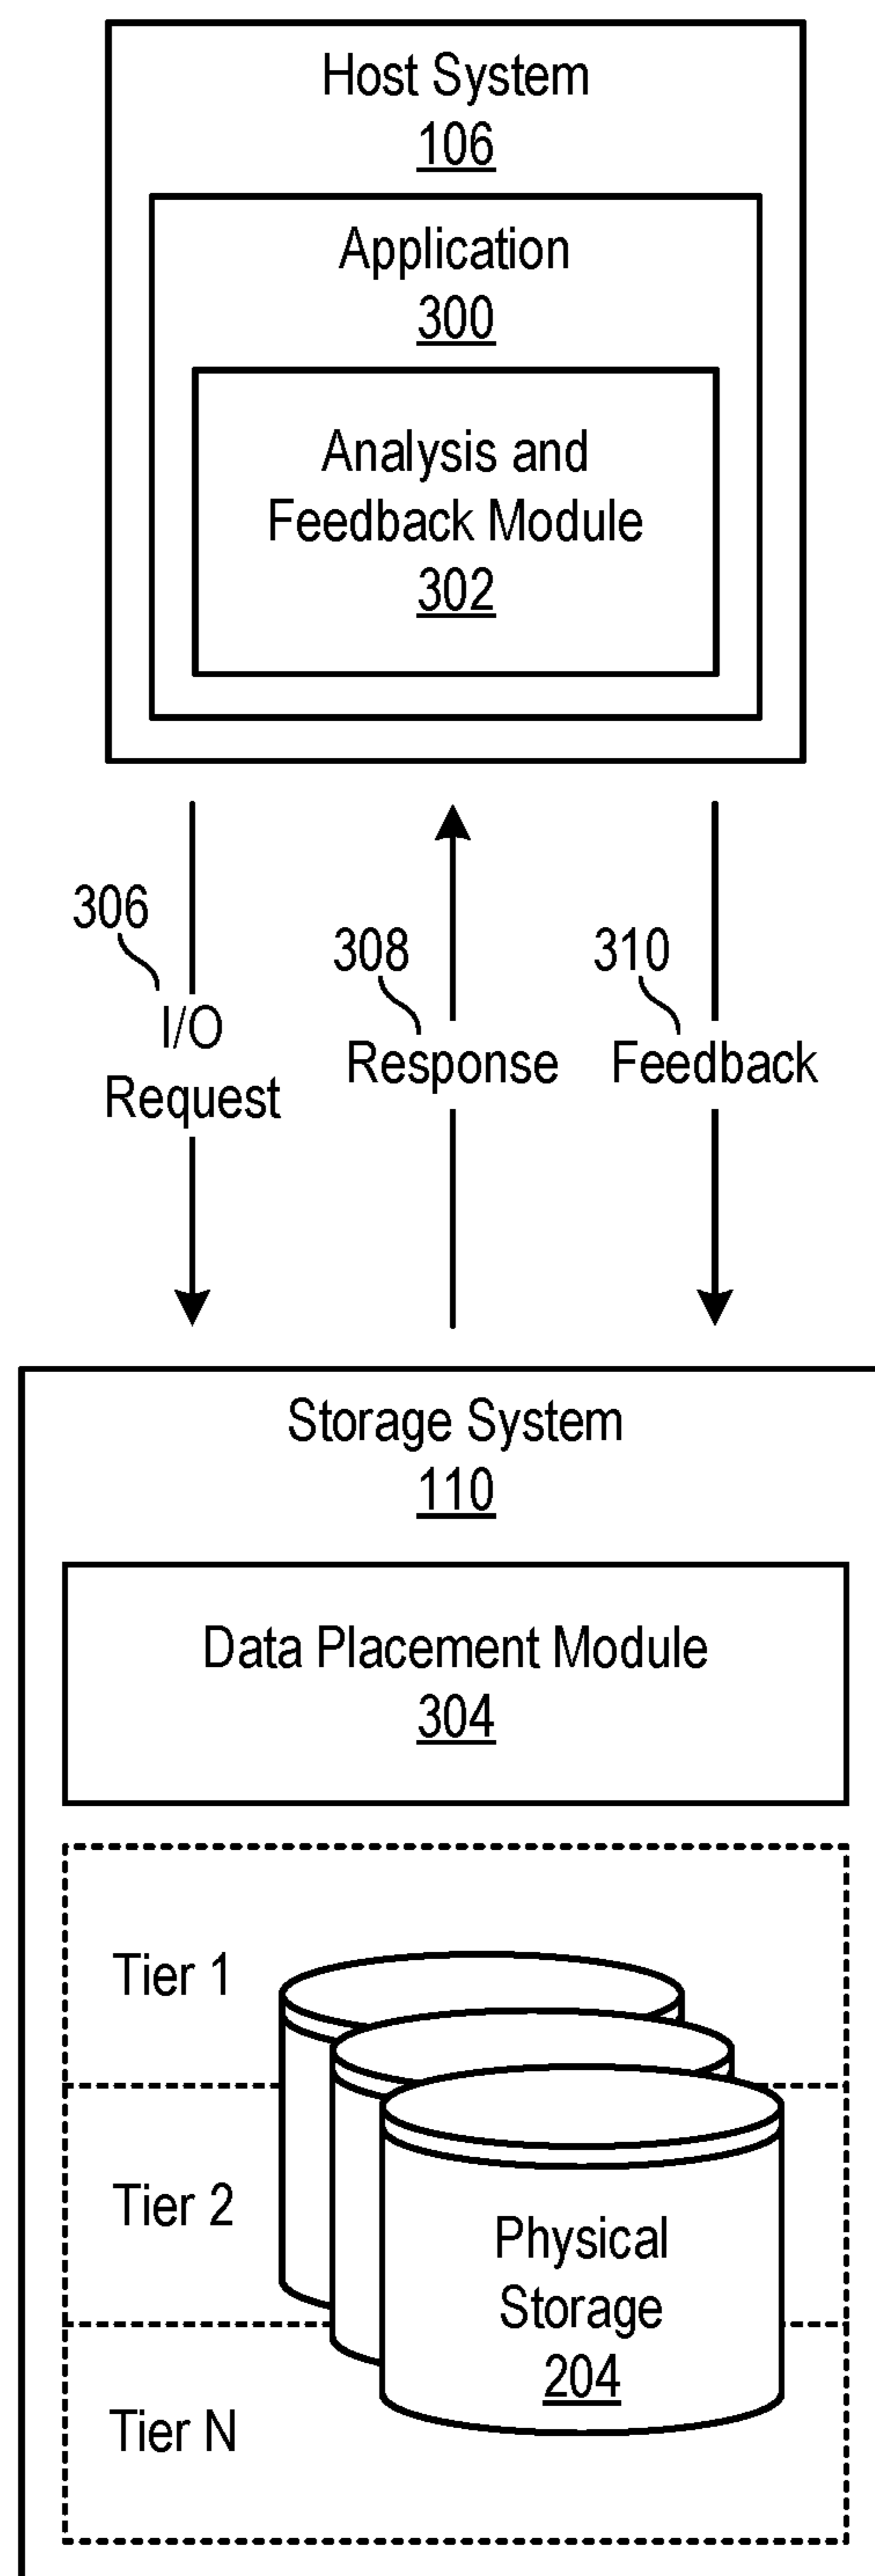 Host System
106
Application
300
Analysis and
Feedback Module
302
306
I/O
Request
308
Response
310
Feedback
Storage System
110
Data Placement Module
304
Tier 1
Tier 2
Physical
Storage
204
Tier N